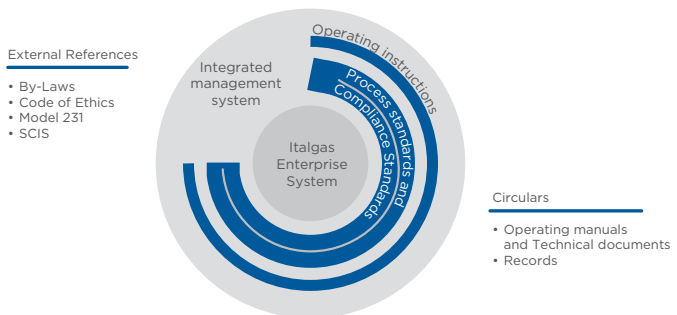 External References
• By-Laws
• Code of Ethics
• Model 231
• SCIS
Integrated
management
system
Operating instructions
Process standards and
Compliance Standards
Italgas
Enterprise
System
Circulars
• Operating manuals
and Technical documents
• Records